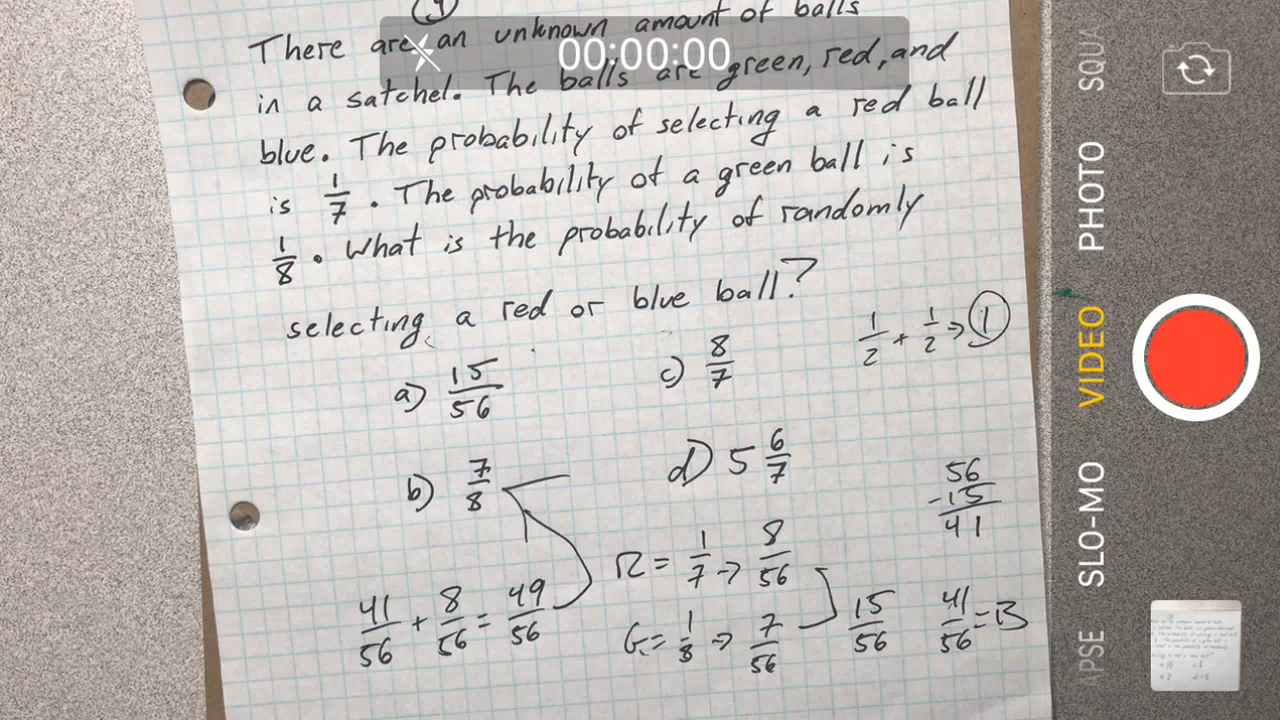 9
There are an unknown amount of balls
00:00:00
in a satchel. The balls are green, red, and
blue. The probability of selecting a red ball
is 1/7. The probability of a green ball is
1/8. What is the probability of randomly
selecting a red or blue ball?
1/2 + 1/2 → 1
a) 15/56
c) 8/7
b) 7/8
d) 5 6/7
56
-15
41
R = 1/7 → 8/56
41/56 + 8/56 = 49/56
G = 1/8 → 7/56
15/56
41/56 = B
SQUA
PHOTO
VIDEO
SLO-MO
APSE